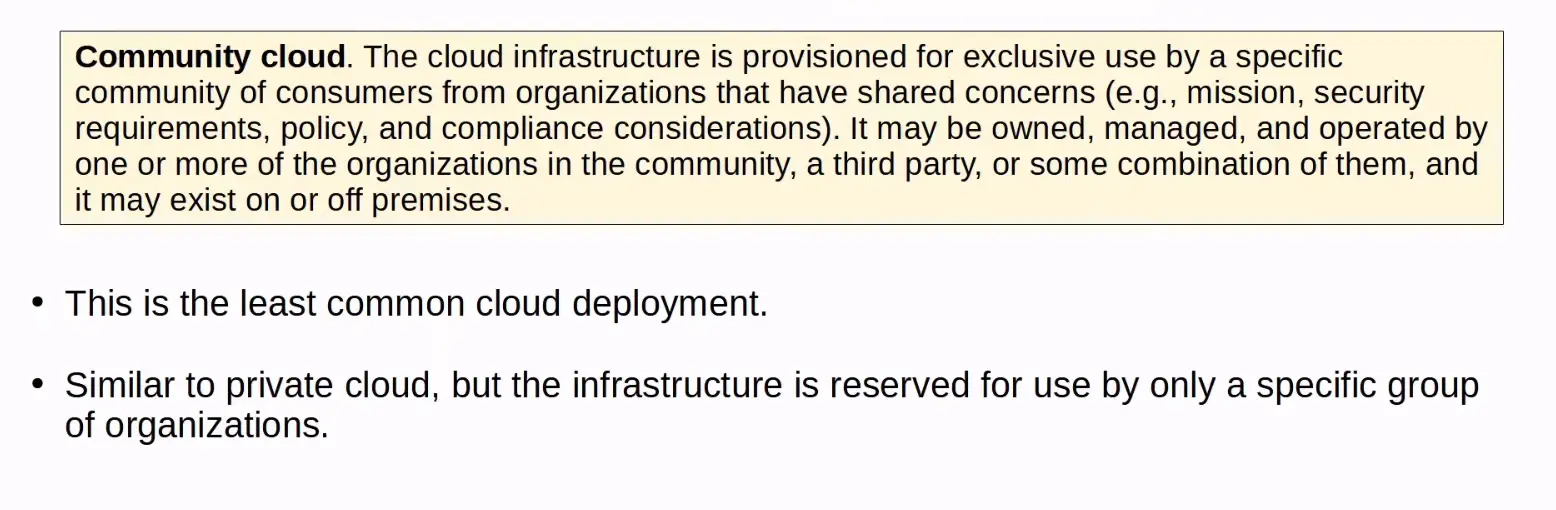 Community cloud. The cloud infrastructure is provisioned for exclusive use by a specific
community of consumers from organizations that have shared concerns (e.g., mission, security
requirements, policy, and compliance considerations). It may be owned, managed, and operated by
one or more of the organizations in the community, a third party, or some combination of them, and
it may exist on or off premises.
• This is the least common cloud deployment.
• Similar to private cloud, but the infrastructure is reserved for use by only a specific group
of organizations.